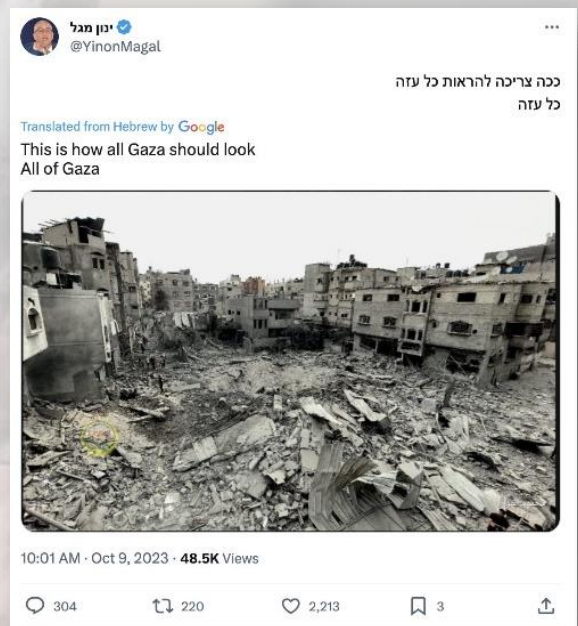 ינון מגל
@YinonMagal
ככה צריכה להראות כל עזה
כל עזה
Translated from Hebrew by Google
This is how all Gaza should look
All of Gaza
10:01 AM · Oct 9, 2023 · 48.5K Views
304 220 2,213 3